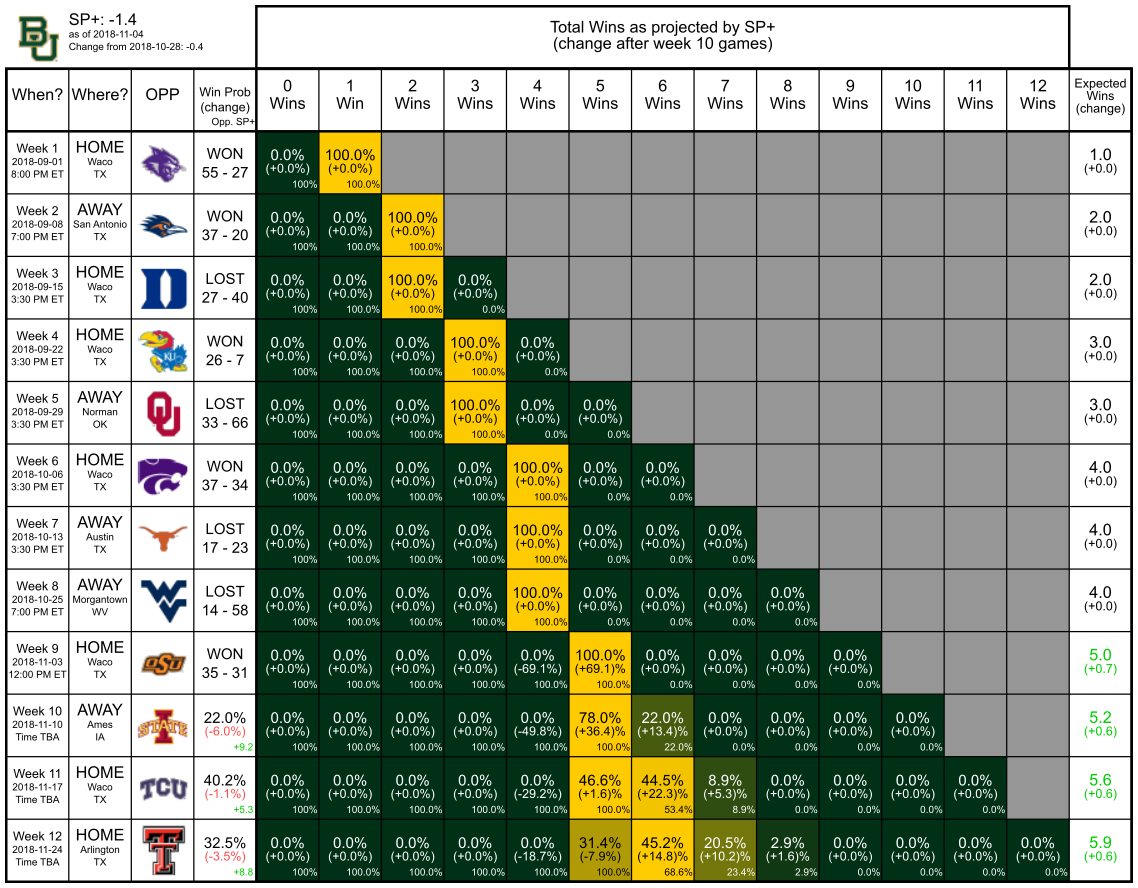 BU
SP+: -1.4
as of 2018-11-04
Change from 2018-10-28: -0.4
Total Wins as projected by SP+
(change after week 10 games)
When? Where? OPP Win Prob (change) Opp. SP+ 0 Wins 1 Win 2 Wins 3 Wins 4 Wins 5 Wins 6 Wins 7 Wins 8 Wins 9 Wins 10 Wins 11 Wins 12 Wins Expected Wins (change)
Week 1 HOME WON 0.0% 100.0% 1.0
2018-09-01 Waco (+0.0%) (+0.0%) (+0.0)
8:00 PM ET TX 55 - 27 100% 100.0%
Week 2 AWAY WON 0.0% 0.0% 100.0% 2.0
2018-09-08 San Antonio (+0.0%) (+0.0%) (+0.0%) (+0.0)
7:00 PM ET TX 37 - 20 100% 100.0% 100.0%
Week 3 HOME D LOST 0.0% 0.0% 100.0% 0.0% 2.0
2018-09-15 Waco (+0.0%) (+0.0%) (+0.0%) (+0.0%) (+0.0)
3:30 PM ET TX 27 - 40 100% 100.0% 100.0% 0.0%
Week 4 HOME KU WON 0.0% 0.0% 0.0% 100.0% 0.0% 3.0
2018-09-22 Waco (+0.0%) (+0.0%) (+0.0%) (+0.0%) (+0.0%) (+0.0)
3:30 PM ET TX 26 - 7 100% 100.0% 100.0% 100.0% 0.0%
Week 5 AWAY OU LOST 0.0% 0.0% 0.0% 100.0% 0.0% 0.0% 3.0
2018-09-29 Norman (+0.0%) (+0.0%) (+0.0%) (+0.0%) (+0.0%) (+0.0%) (+0.0)
3:30 PM ET OK 33 - 66 100% 100.0% 100.0% 100.0% 0.0% 0.0%
Week 6 HOME WON 0.0% 0.0% 0.0% 0.0% 100.0% 0.0% 0.0% 4.0
2018-10-06 Waco (+0.0%) (+0.0%) (+0.0%) (+0.0%) (+0.0%) (+0.0%) (+0.0%) (+0.0)
3:30 PM ET TX 37 - 34 100% 100.0% 100.0% 100.0% 100.0% 0.0% 0.0%
Week 7 AWAY LOST 0.0% 0.0% 0.0% 0.0% 100.0% 0.0% 0.0% 0.0% 4.0
2018-10-13 Austin (+0.0%) (+0.0%) (+0.0%) (+0.0%) (+0.0%) (+0.0%) (+0.0%) (+0.0%) (+0.0)
3:30 PM ET TX 17 - 23 100% 100.0% 100.0% 100.0% 100.0% 0.0% 0.0% 0.0%
Week 8 AWAY WV LOST 0.0% 0.0% 0.0% 0.0% 100.0% 0.0% 0.0% 0.0% 0.0% 4.0
2018-10-25 Morgantown (+0.0%) (+0.0%) (+0.0%) (+0.0%) (+0.0%) (+0.0%) (+0.0%) (+0.0%) (+0.0%) (+0.0)
7:00 PM ET WV 14 - 58 100% 100.0% 100.0% 100.0% 100.0% 0.0% 0.0% 0.0% 0.0%
Week 9 HOME OSU WON 0.0% 0.0% 0.0% 0.0% 0.0% 100.0% 0.0% 0.0% 0.0% 0.0% 5.0
2018-11-03 Waco (+0.0%) (+0.0%) (+0.0%) (+0.0%) (-69.1%) (+69.1)% (+0.0%) (+0.0%) (+0.0%) (+0.0%) (+0.7)
12:00 PM ET TX 35 - 31 100% 100.0% 100.0% 100.0% 100.0% 100.0% 0.0% 0.0% 0.0% 0.0%
Week 10 AWAY I STATE 22.0% 0.0% 0.0% 0.0% 0.0% 0.0% 78.0% 22.0% 0.0% 0.0% 0.0% 0.0% 5.2
2018-11-10 Ames (-6.0%) (+0.0%) (+0.0%) (+0.0%) (+0.0%) (-49.8%) (+36.4)% (+13.4)% (+0.0%) (+0.0%) (+0.0%) (+0.0%) (+0.6)
Time TBA IA +9.2 100% 100.0% 100.0% 100.0% 100.0% 100.0% 22.0% 0.0% 0.0% 0.0% 0.0%
Week 11 HOME TCU 40.2% 0.0% 0.0% 0.0% 0.0% 0.0% 46.6% 44.5% 8.9% 0.0% 0.0% 0.0% 0.0% 5.6
2018-11-17 Waco (-1.1%) (+0.0%) (+0.0%) (+0.0%) (+0.0%) (-29.2%) (+1.6)% (+22.3)% (+5.3)% (+0.0%) (+0.0%) (+0.0%) (+0.0%) (+0.6)
Time TBA TX +5.3 100% 100.0% 100.0% 100.0% 100.0% 100.0% 53.4% 8.9% 0.0% 0.0% 0.0% 0.0%
Week 12 HOME T 32.5% 0.0% 0.0% 0.0% 0.0% 0.0% 31.4% 45.2% 20.5% 2.9% 0.0% 0.0% 0.0% 0.0% 5.9
2018-11-24 Arlington (-3.5%) (+0.0%) (+0.0%) (+0.0%) (+0.0%) (-18.7%) (-7.9%) (+14.8)% (+10.2)% (+1.6)% (+0.0%) (+0.0%) (+0.0%) (+0.0%) (+0.6)
Time TBA TX +8.8 100% 100.0% 100.0% 100.0% 100.0% 100.0% 68.6% 23.4% 2.9% 0.0% 0.0% 0.0% 0.0%